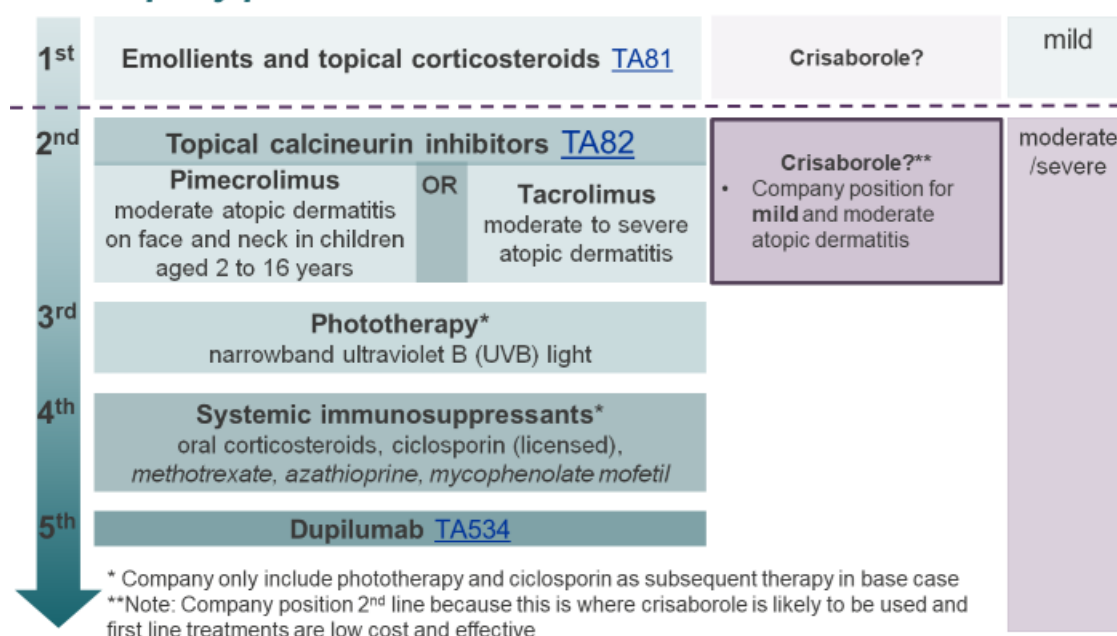 1st
Emollients and topical corticosteroids TA81
Crisaborole?
mild
2nd
Topical calcineurin inhibitors TA82
Pimecrolimus
moderate atopic dermatitis
on face and neck in children
aged 2 to 16 years
OR
Tacrolimus
moderate to severe
atopic dermatitis
Crisaborole?**
• Company position for
mild and moderate
atopic dermatitis
moderate
/severe
3rd
Phototherapy*
narrowband ultraviolet B (UVB) light
4th
Systemic immunosuppressants*
oral corticosteroids, ciclosporin (licensed),
methotrexate, azathioprine, mycophenolate mofetil
5th
Dupilumab TA534
* Company only include phototherapy and ciclosporin as subsequent therapy in base case
**Note: Company position 2nd line because this is where crisaborole is likely to be used and
first line treatments are low cost and effective